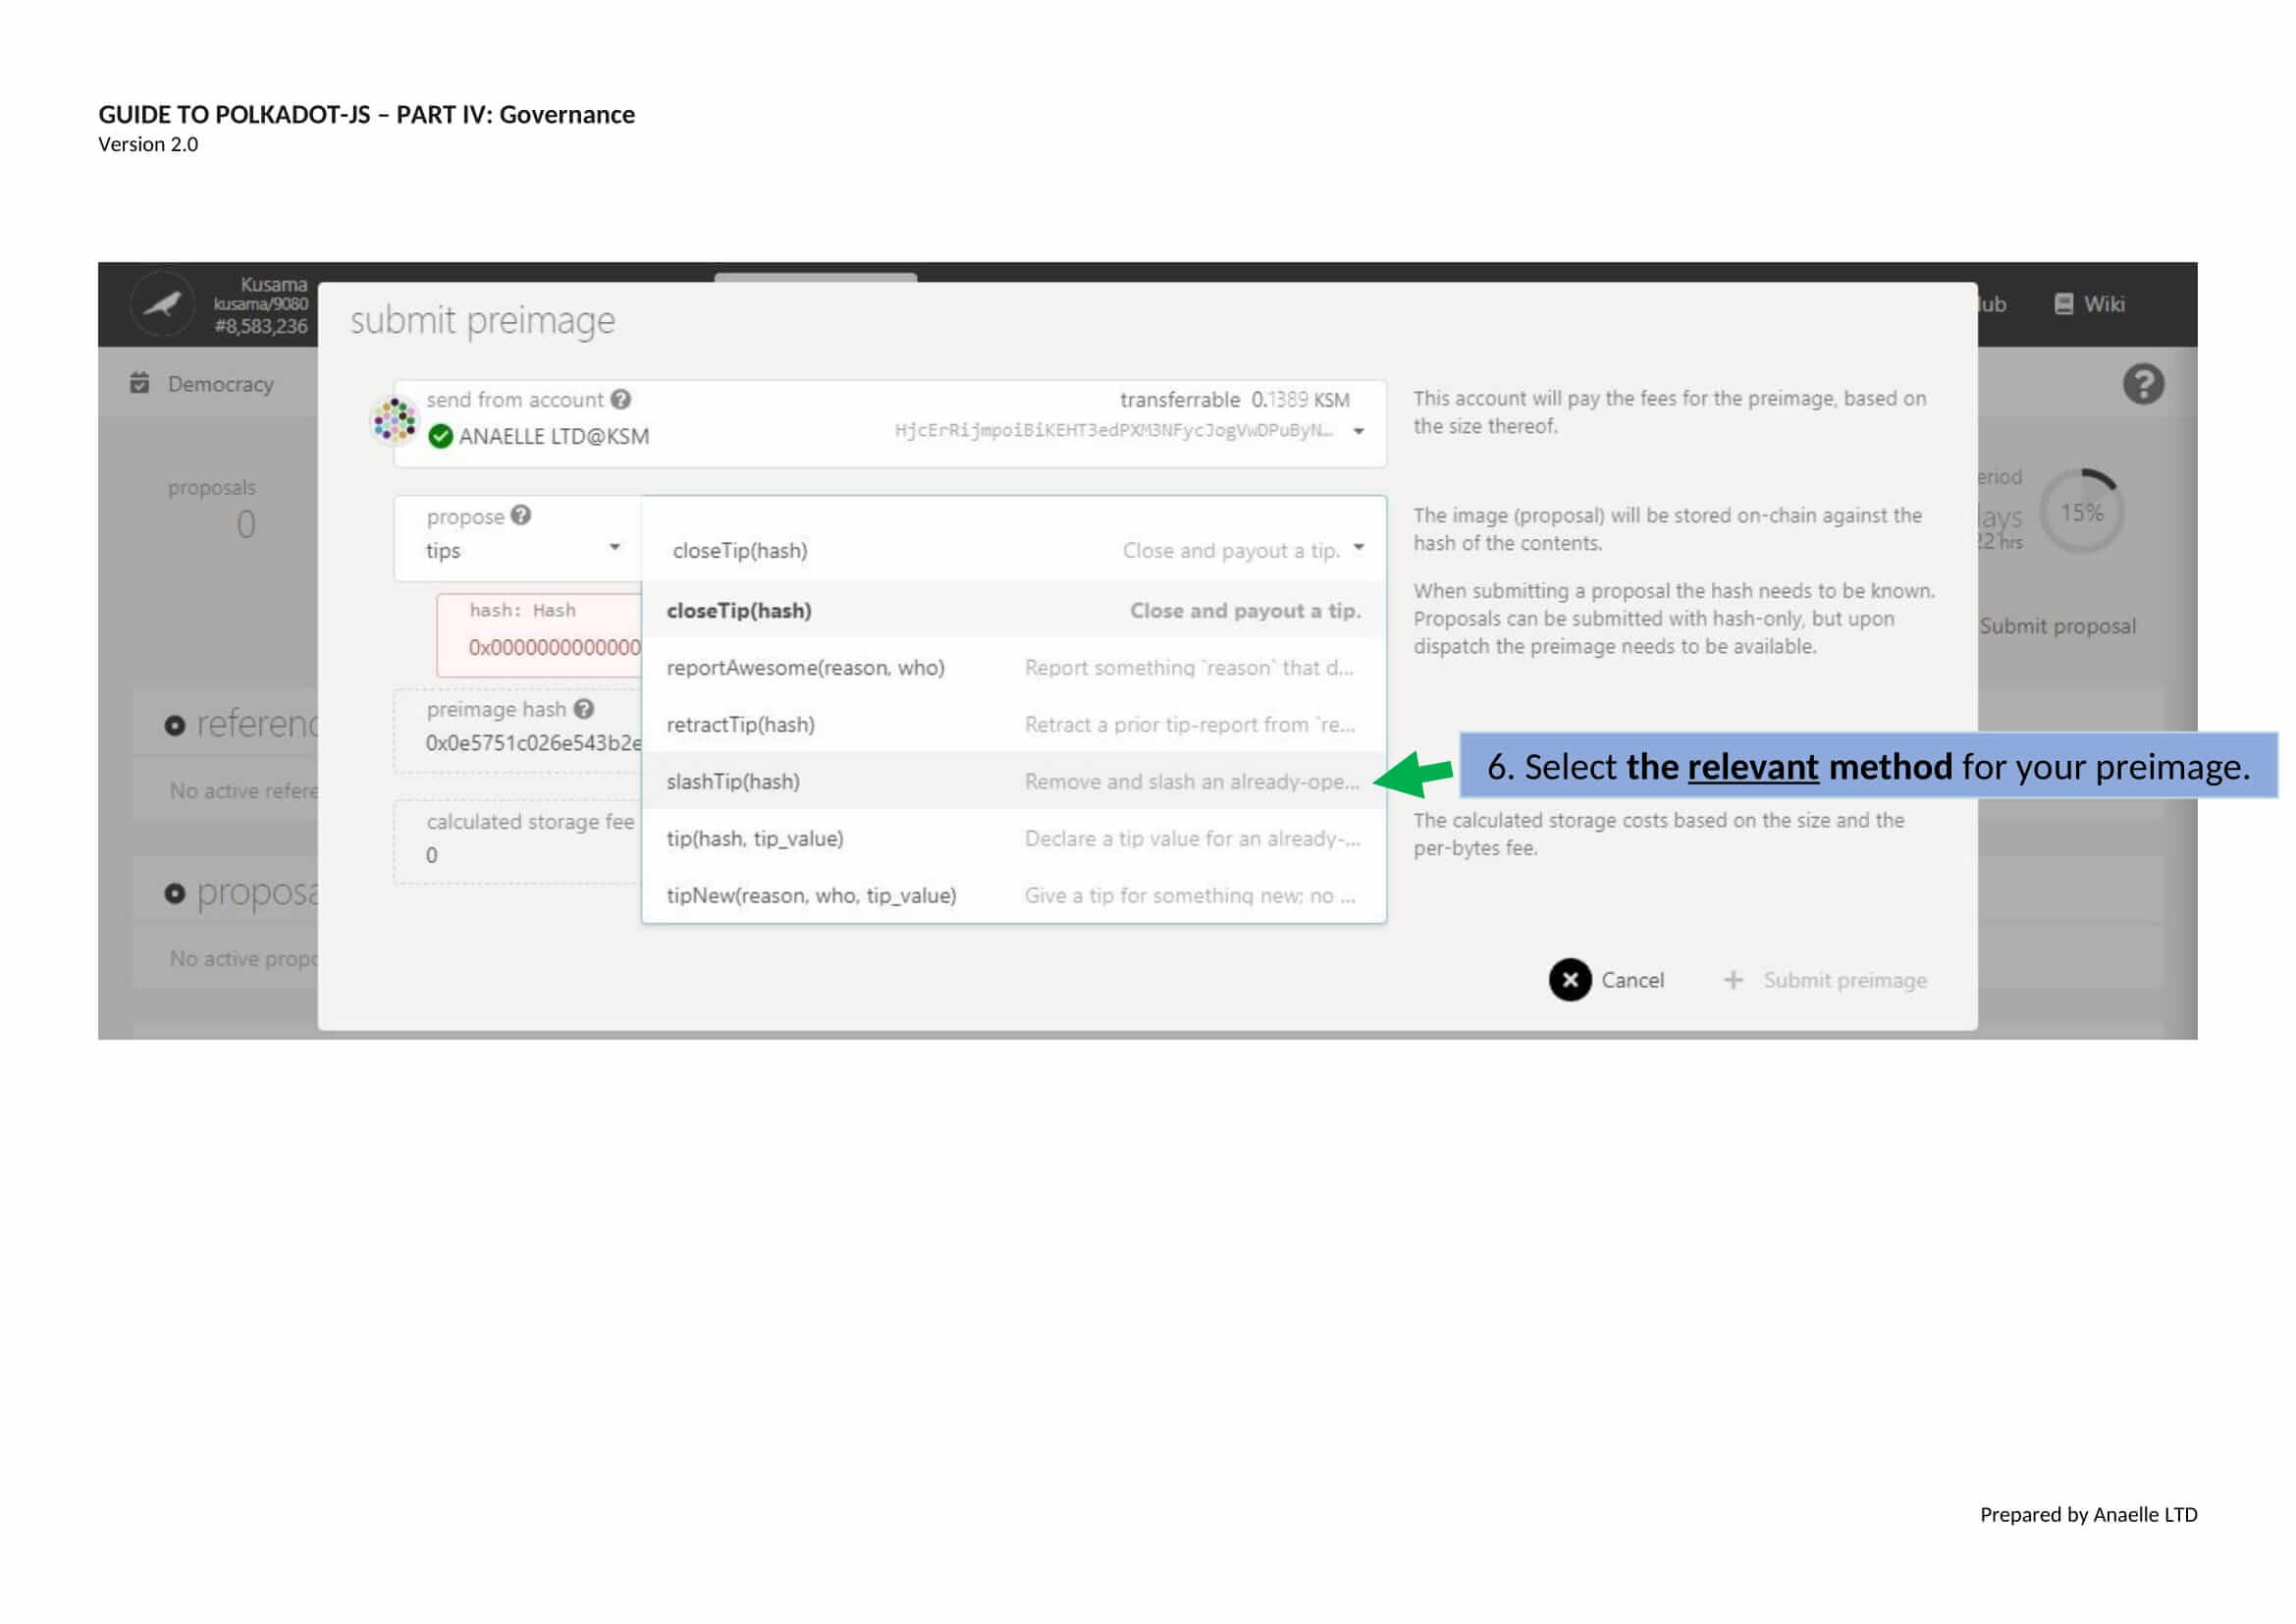 GUIDE TO POLKADOT-JS – PART IV: Governance
Version 2.0
Kusama
kusama/9080
#8,583,236
lub
Wiki
submit preimage
Democracy
send from account
transferrable 0.1389 KSM
ANAELLE LTD@KSM
HjcErRijmpoiBiKEHT3edPXM3NFycJogVwDPuByN…
This account will pay the fees for the preimage, based on
the size thereof.
proposals
0
eriod
lays
22 hrs
15%
propose
tips
closeTip(hash)
Close and payout a tip.
The image (proposal) will be stored on-chain against the
hash of the contents.
When submitting a proposal the hash needs to be known.
Proposals can be submitted with hash-only, but upon
dispatch the preimage needs to be available.
Submit proposal
hash: Hash
0x0000000000000
closeTip(hash) Close and payout a tip.
reportAwesome(reason, who) Report something `reason` that d...
retractTip(hash) Retract a prior tip-report from `re...
slashTip(hash) Remove and slash an already-ope...
tip(hash, tip_value) Declare a tip value for an already-...
tipNew(reason, who, tip_value) Give a tip for something new; no ...
preimage hash
0x0e5751c026e543b2e
calculated storage fee
0
6. Select the relevant method for your preimage.
The calculated storage costs based on the size and the
per-bytes fee.
referenc
No active refere
proposa
No active propo
Cancel
Submit preimage
Prepared by Anaelle LTD